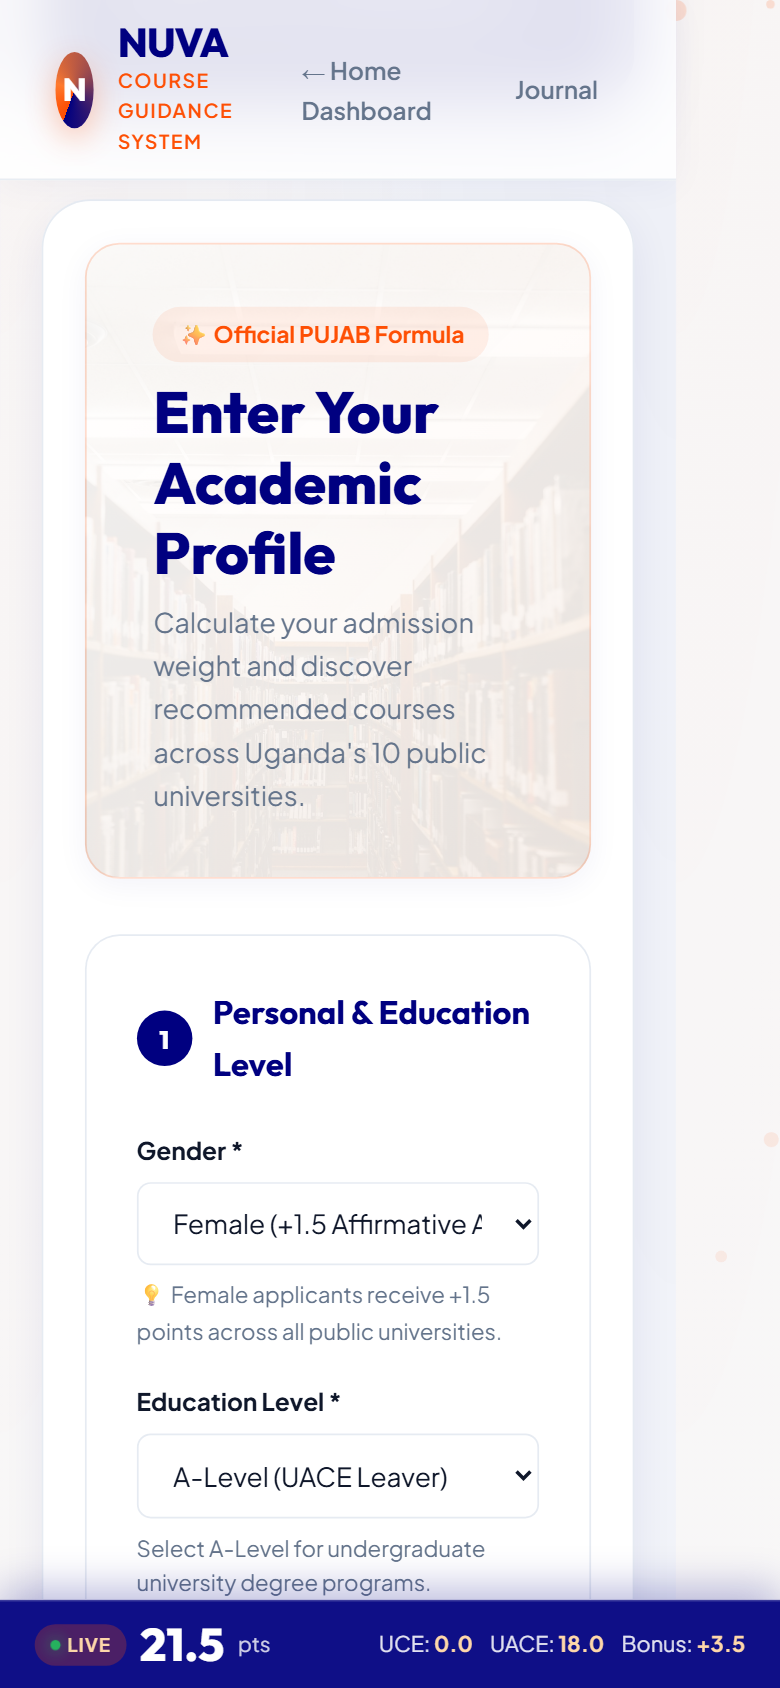 N
NUVA
COURSE
GUIDANCE
SYSTEM
← Home
Dashboard
Journal
✨ Official PUJAB Formula
Enter Your
Academic
Profile
Calculate your admission
weight and discover
recommended courses
across Uganda's 10 public
universities.
1
Personal & Education
Level
Gender *
Female (+1.5 Affirmative A
💡 Female applicants receive +1.5
points across all public universities.
Education Level *
A-Level (UACE Leaver)
Select A-Level for undergraduate
university degree programs.
LIVE 21.5 pts UCE: 0.0 UACE: 18.0 Bonus: +3.5